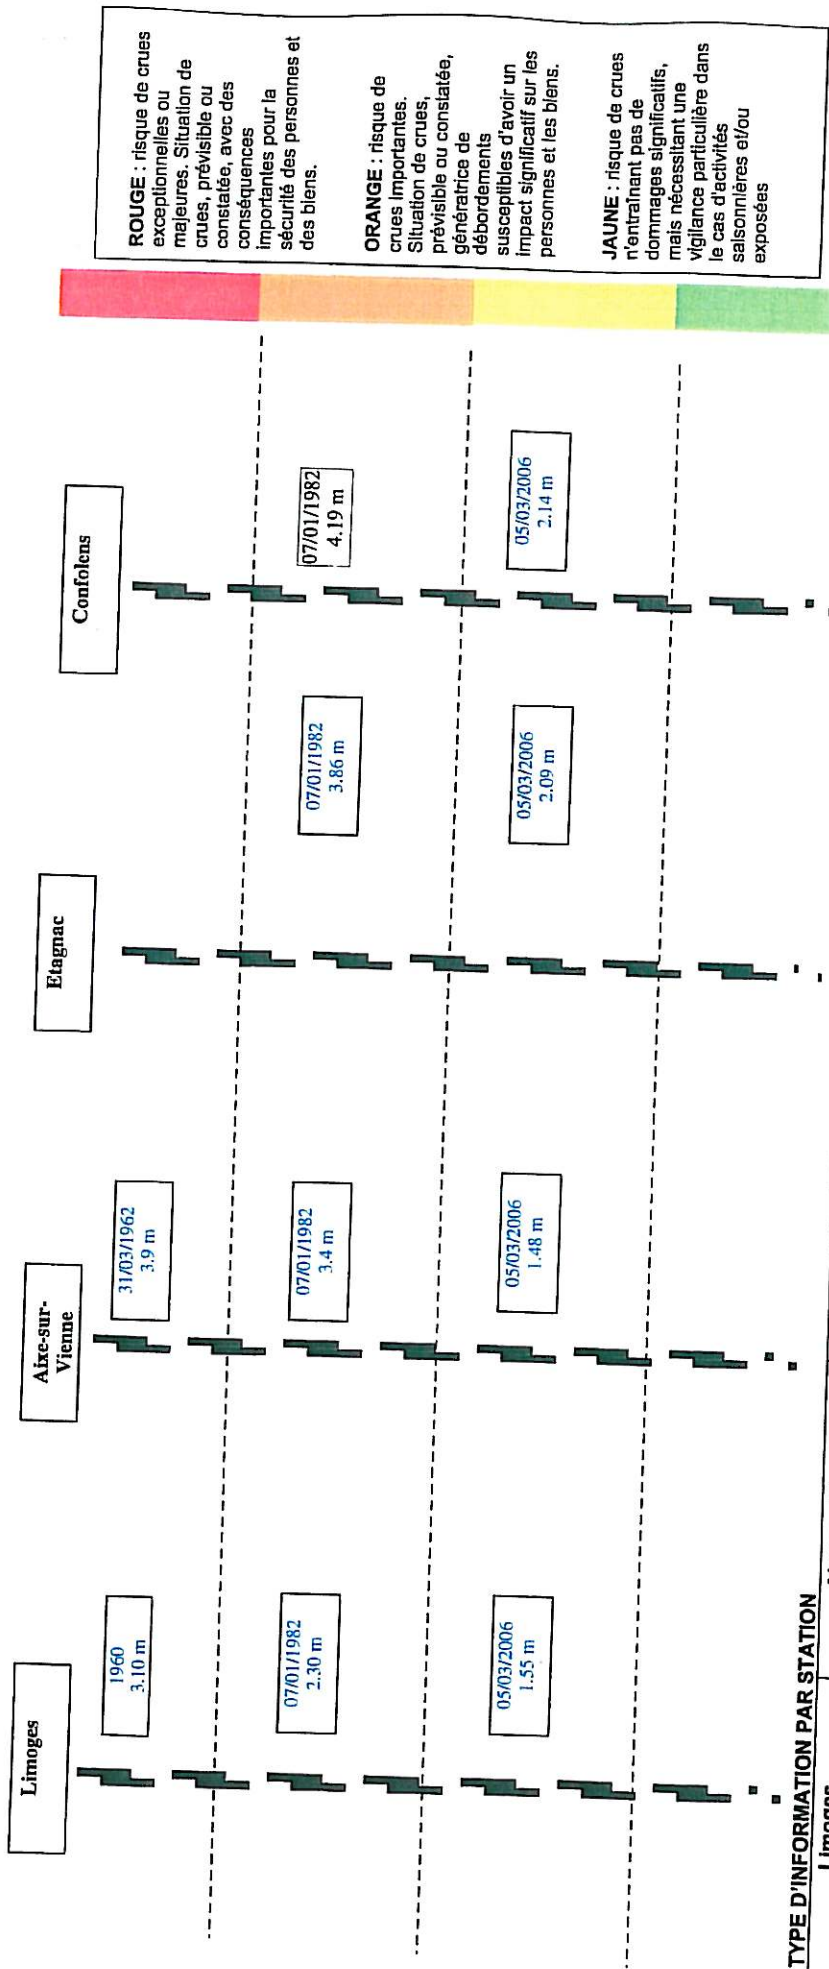 Limoges
Aixe-sur-
Vienne
Etagnac
Confolens
1960
3.10 m
31/03/1962
3.9 m
07/01/1982
2.30 m
07/01/1982
3.4 m
07/01/1982
3.86 m
07/01/1982
4.19 m
05/03/2006
1.55 m
05/03/2006
1.48 m
05/03/2006
2.09 m
05/03/2006
2.14 m
ROUGE : risque de crues
exceptionnelles ou
majeures. Situation de
crues, prévisible ou
constatée, avec des
conséquences
importantes pour la
sécurité des personnes et
des biens.
ORANGE : risque de
crues importantes.
Situation de crues,
prévisible ou constatée,
génératrice de
débordements
susceptibles d'avoir un
impact significatif sur les
personnes et les biens.
JAUNE : risque de crues
n'entraînant pas de
dommages significatifs,
mais nécessitant une
vigilance particulière dans
le cas d'activités
saisonnières et/ou
exposées
TYPE D'INFORMATION PAR STATION
Limoges